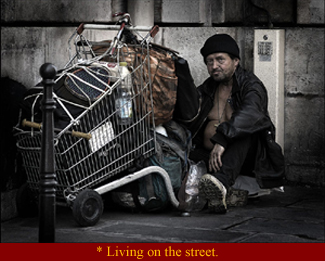 * Living on the street.